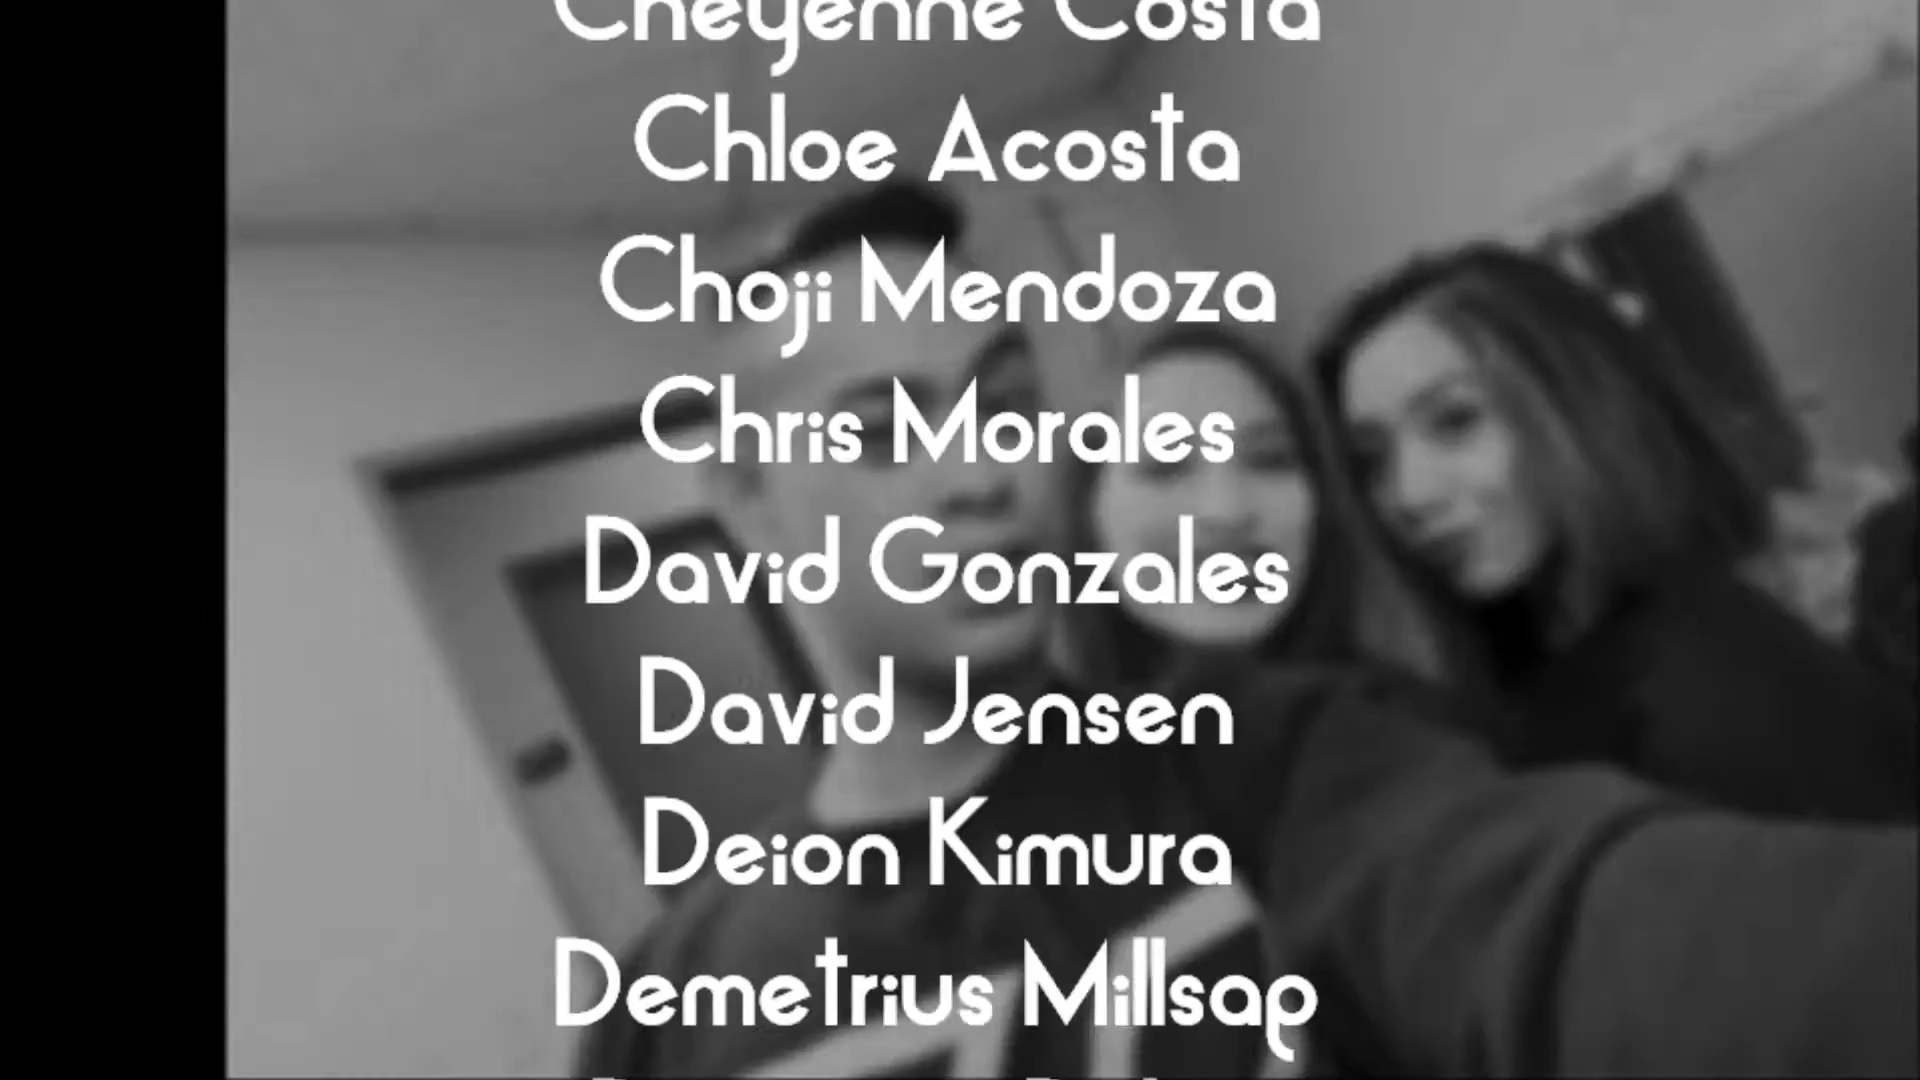 Cheyenne Costa
Chloe Acosta
Choji Mendoza
Chris Morales
David Gonzales
David Jensen
Deion Kimura
Demetrius Millsap